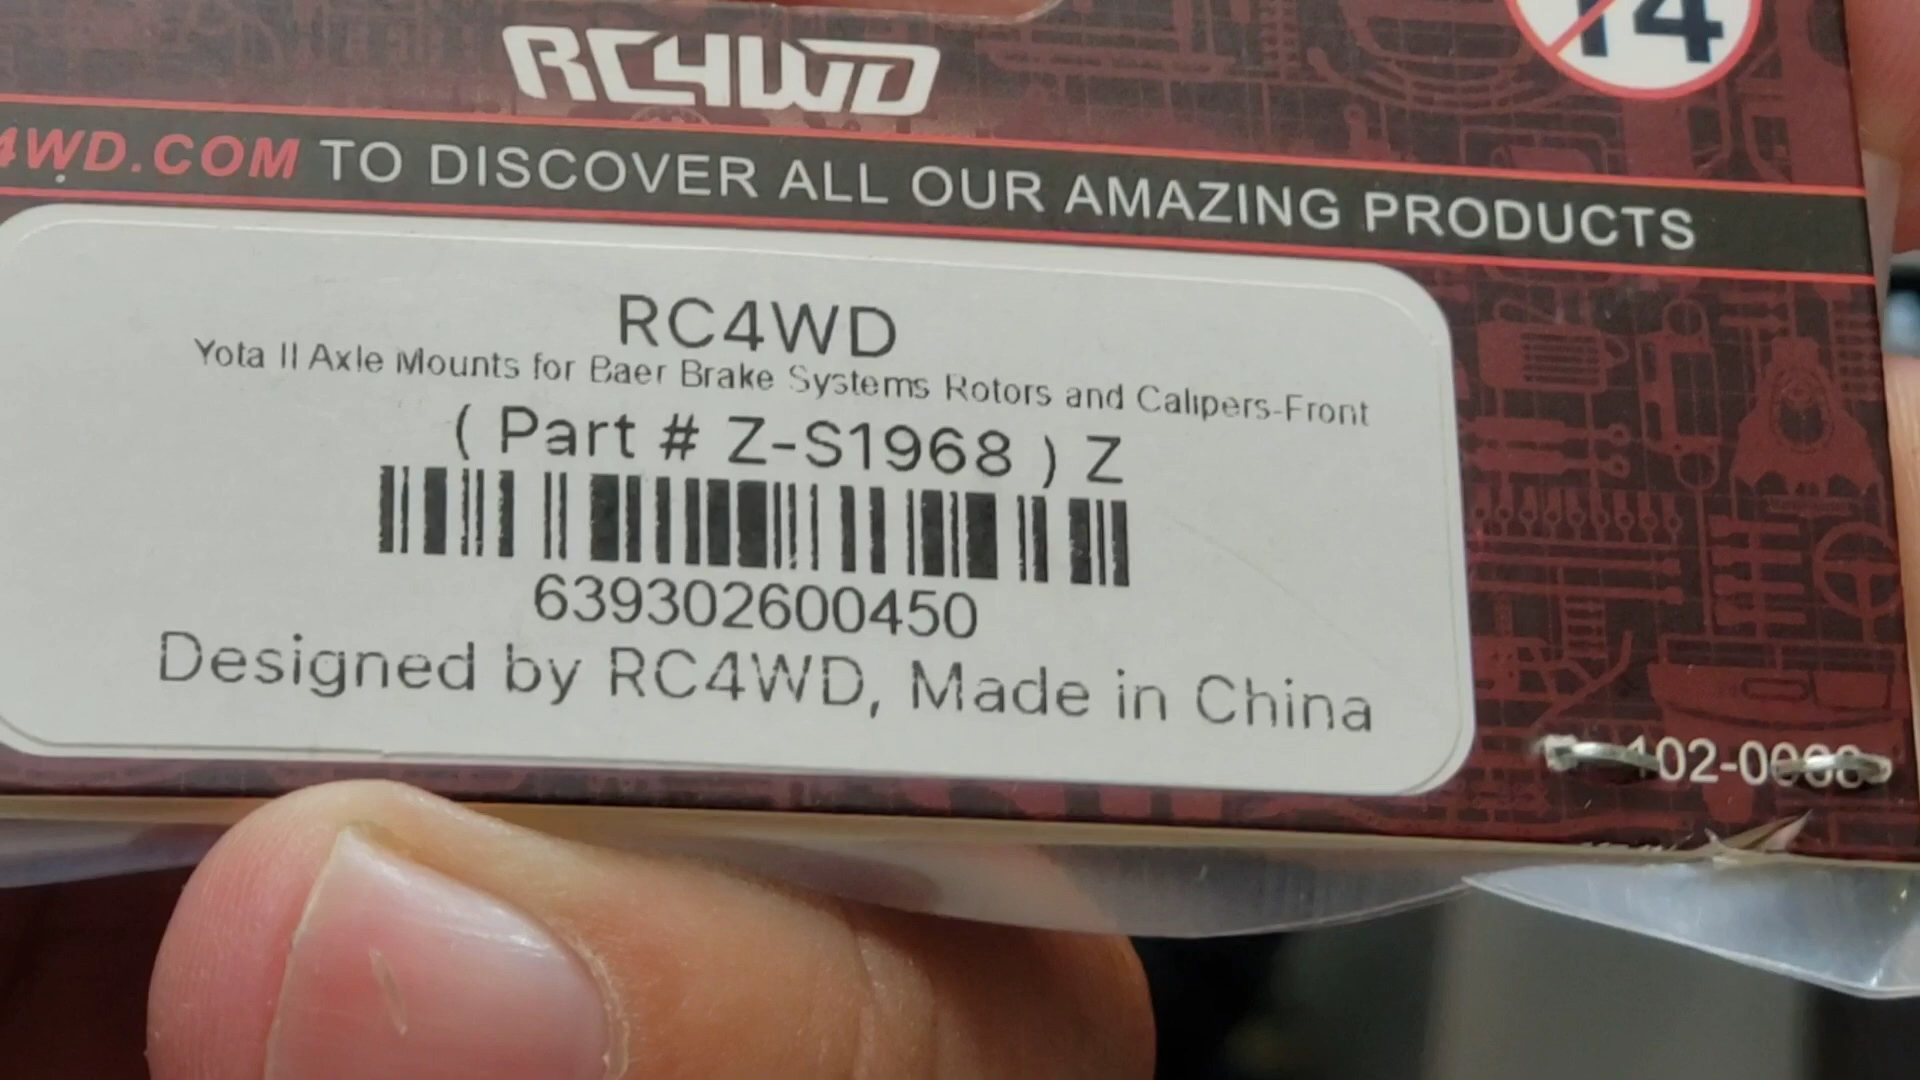 14
RC4WD
4WD.COM TO DISCOVER ALL OUR AMAZING PRODUCTS
RC4WD
Yota II Axle Mounts for Baer Brake Systems Rotors and Calipers-Front
( Part # Z-S1968 ) Z
639302600450
Designed by RC4WD, Made in China